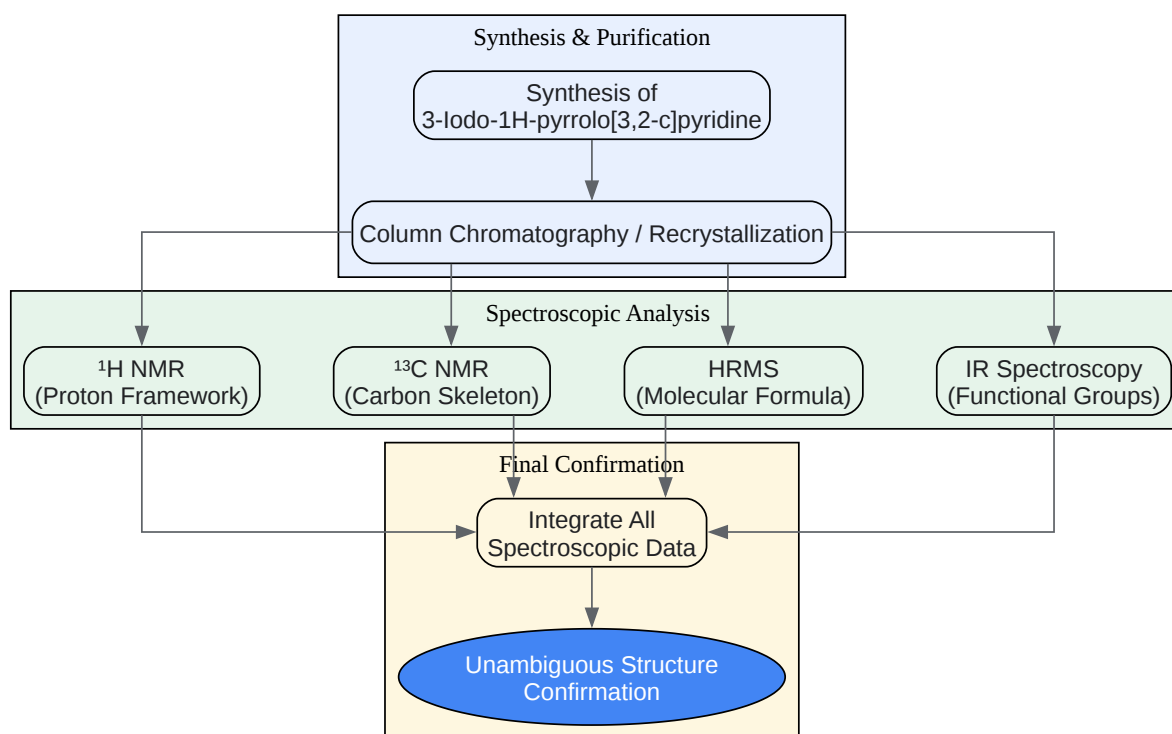 Synthesis & Purification
Synthesis of
3-Iodo-1H-pyrrolo[3,2-c]pyridine
Column Chromatography / Recrystallization
Spectroscopic Analysis
¹H NMR
(Proton Framework)
¹³C NMR
(Carbon Skeleton)
HRMS
(Molecular Formula)
IR Spectroscopy
(Functional Groups)
Final Confirmation
Integrate All
Spectroscopic Data
Unambiguous Structure
Confirmation